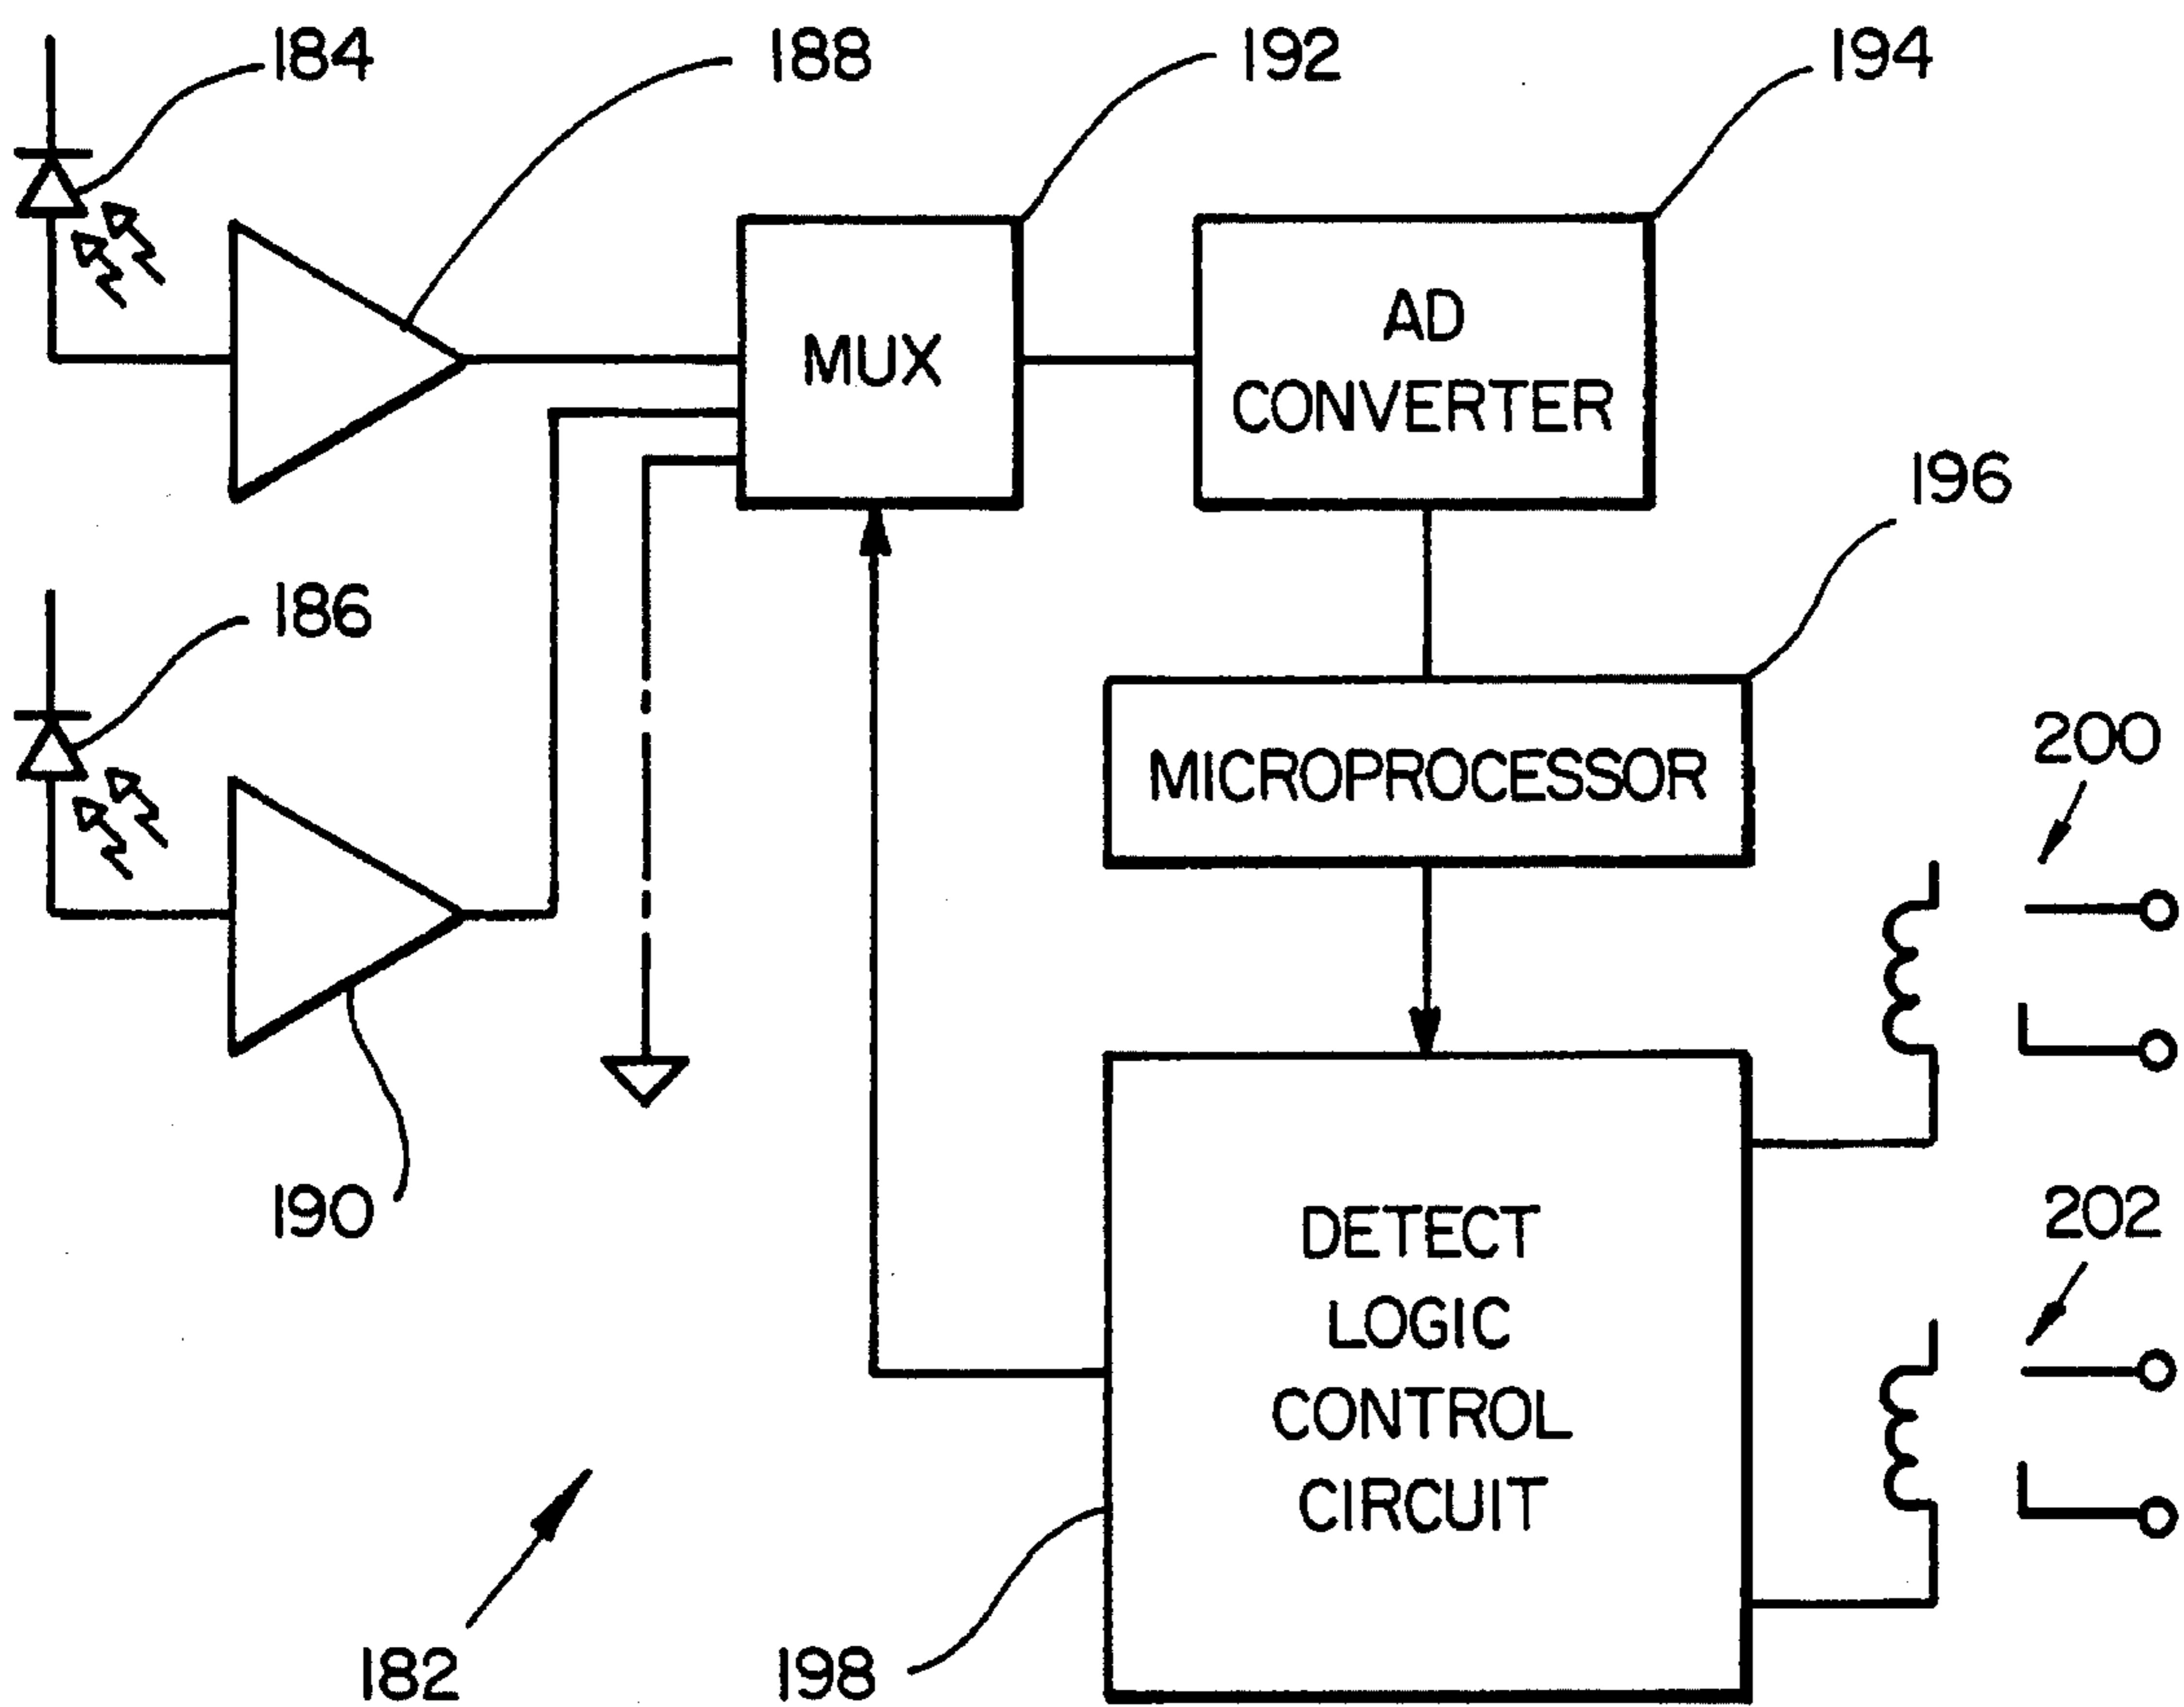 184
188
192
194
MUX
AD
CONVERTER
196
186
MICROPROCESSOR
200
190
DETECT
LOGIC
CONTROL
CIRCUIT
202
182
198